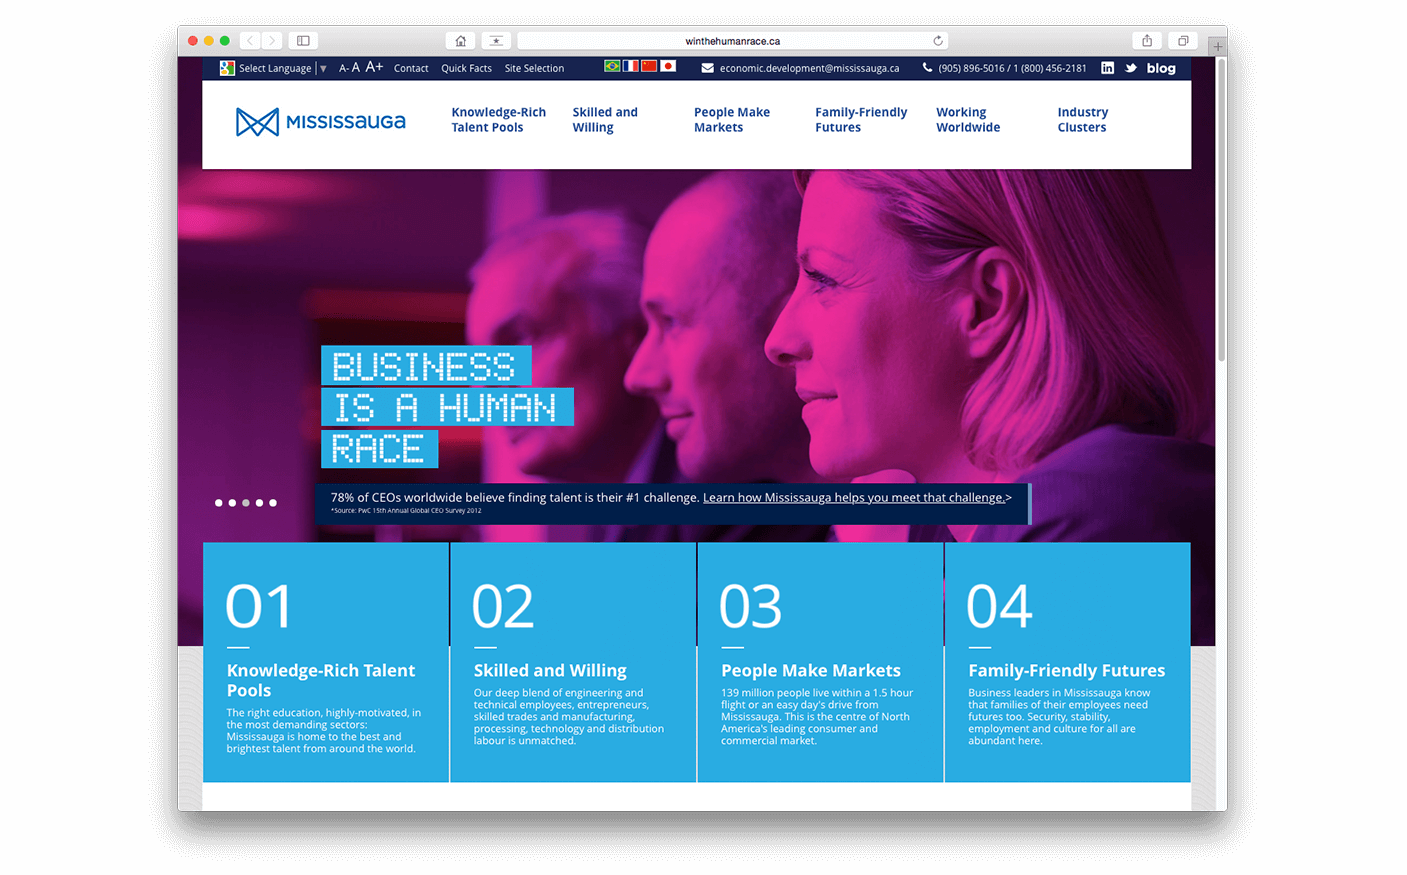 winthehumanrace.ca
Select Language ▼ A- A A+ Contact Quick Facts Site Selection economic.development@mississauga.ca (905) 896-5016 / 1 (800) 456-2181 in blog
MISSISSAUGA
Knowledge-Rich
Talent Pools
Skilled and
Willing
People Make
Markets
Family-Friendly
Futures
Working
Worldwide
Industry
Clusters
BUSINESS
IS A HUMAN
RACE
78% of CEOs worldwide believe finding talent is their #1 challenge. Learn how Mississauga helps you meet that challenge.>
*Source: PwC 15th Annual Global CEO Survey 2012
01
Knowledge-Rich Talent
Pools
The right education, highly-motivated, in
the most demanding sectors:
Mississauga is home to the best and
brightest talent from around the world.
02
Skilled and Willing
Our deep blend of engineering and
technical employees, entrepreneurs,
skilled trades and manufacturing,
processing, technology and distribution
labour is unmatched.
03
People Make Markets
139 million people live within a 1.5 hour
flight or an easy day's drive from
Mississauga. This is the centre of North
America's leading consumer and
commercial market.
04
Family-Friendly Futures
Business leaders in Mississauga know
that families of their employees need
futures too. Security, stability,
employment and culture for all are
abundant here.